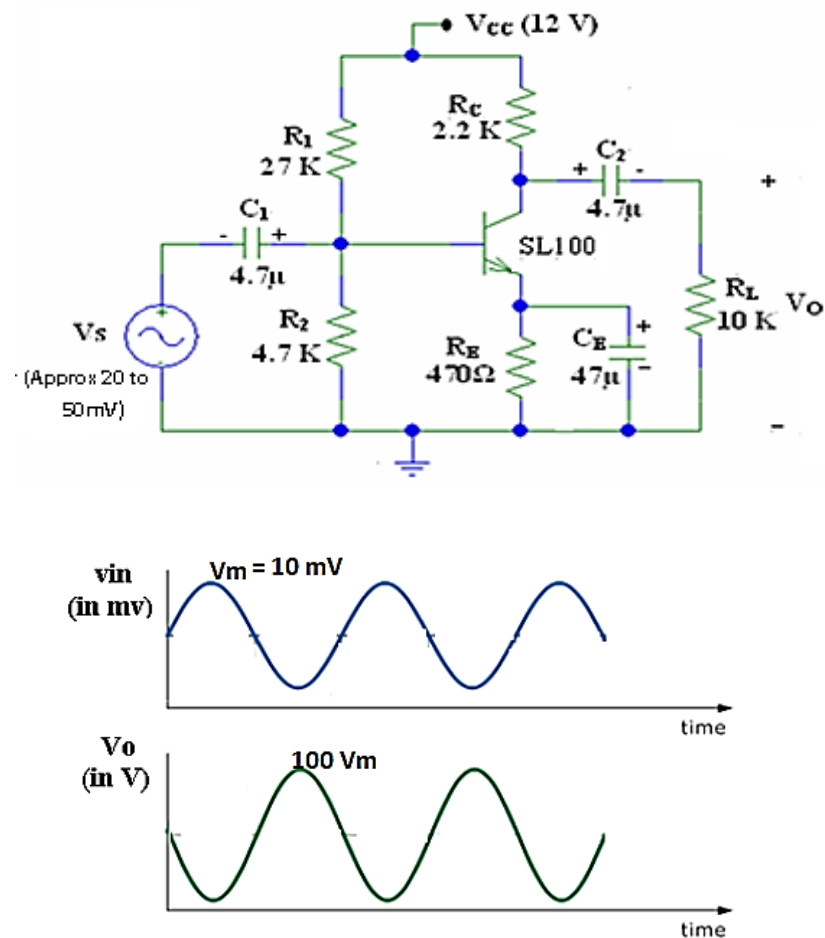 VCC (12 V)
RC
2.2 K
R1
27 K
C2
+ -
4.7µ
+
C1
- +
4.7µ
SL100
RL
10 K
Vo
R2
4.7 K
Vs
+
-
(Approx 20 to
50mV)
RE
470Ω
CE
47µ
+
-
-
vin
(in mv)
Vm = 10 mV
time
Vo
(in V)
100 Vm
time